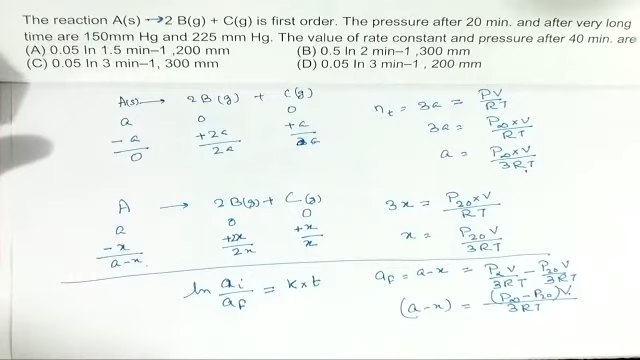 The reaction A(s) → 2 B(g) + C(g) is first order. The pressure after 20 min. and after very long
time are 150mm Hg and 225 mm Hg. The value of rate constant and pressure after 40 min. are
(A) 0.05 ln 1.5 min–1 ,200 mm (B) 0.5 ln 2 min–1 ,300 mm
(C) 0.05 ln 3 min–1, 300 mm (D) 0.05 ln 3 min–1 , 200 mm
A(s) → 2B(g) + C(g)
a 0 0
-a +2a +a
0 2a a
n_t = 3a = PV/RT
3a = P∞×V/RT
a = P∞×V/3RT
A → 2B(g) + C(g)
a 0 0
-x +2x +x
a-x 2x x
3x = P20×V/RT
x = P20V/3RT
ln ai/af = K×t
af = a-x = P∞V/3RT - P20V/3RT
(a-x) = (P∞-P20)V/3RT